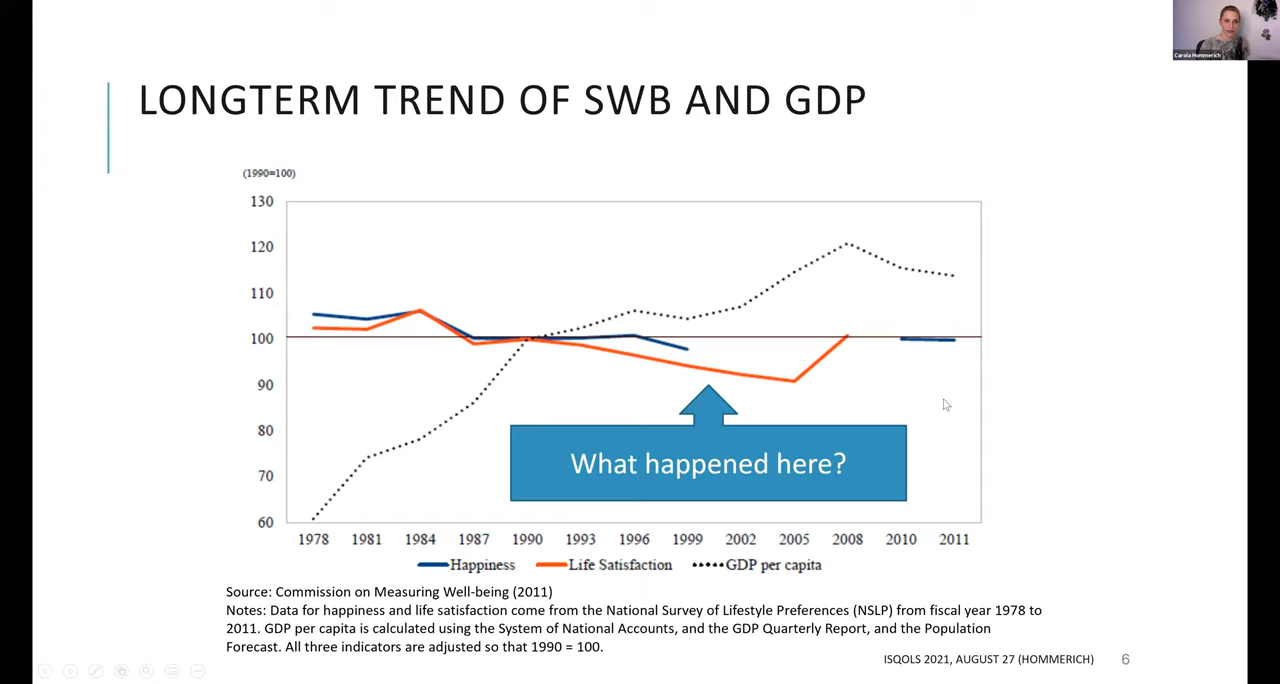 Carola Hommerich
LONGTERM TREND OF SWB AND GDP
(1990=100)
130
120
110
100
90
80
70
60
What happened here?
1978 1981 1984 1987 1990 1993 1996 1999 2002 2005 2008 2010 2011
Happiness Life Satisfaction GDP per capita
Source: Commission on Measuring Well-being (2011)
Notes: Data for happiness and life satisfaction come from the National Survey of Lifestyle Preferences (NSLP) from fiscal year 1978 to
2011. GDP per capita is calculated using the System of National Accounts, and the GDP Quarterly Report, and the Population
Forecast. All three indicators are adjusted so that 1990 = 100.
ISQOLS 2021, AUGUST 27 (HOMMERICH) 6